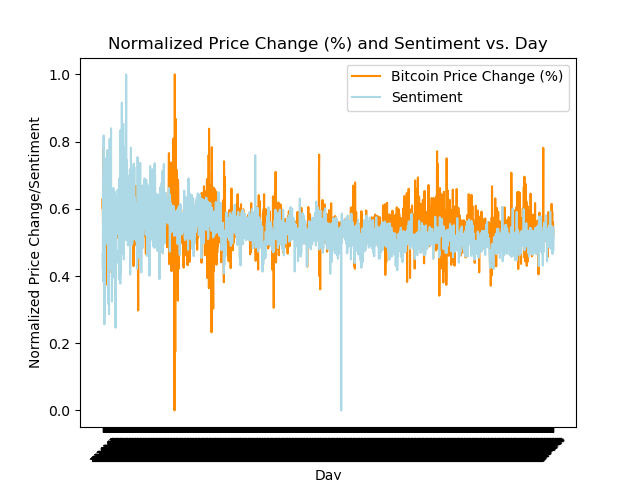 Normalized Price Change (%) and Sentiment vs. Day
1.0
0.8
0.6
0.4
0.2
0.0
Normalized Price Change/Sentiment
Bitcoin Price Change (%)
Sentiment
Day